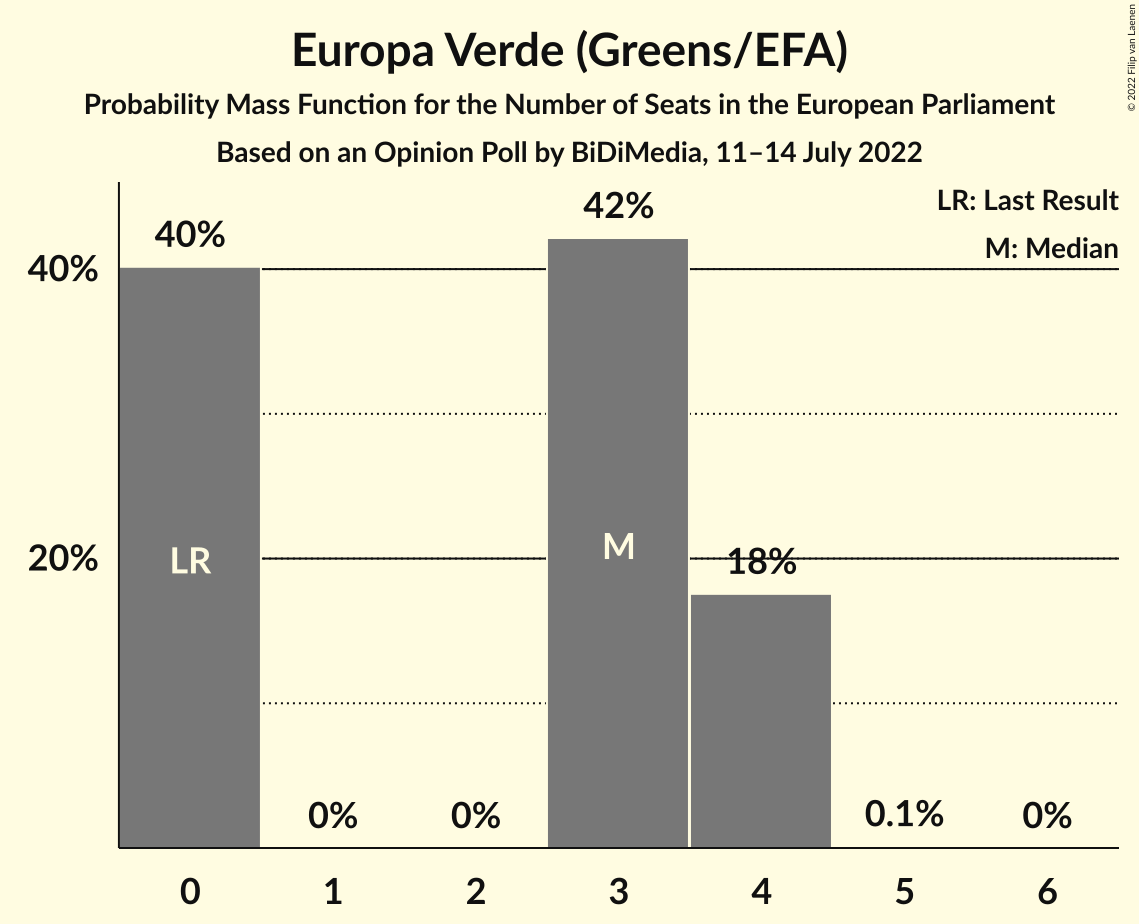 Europa Verde (Greens/EFA)
Probability Mass Function for the Number of Seats in the European Parliament
Based on an Opinion Poll by BiDiMedia, 11–14 July 2022
© 2022 Filip van Laenen
LR: Last Result
M: Median
40%
42%
40%
20%
LR
M
18%
0%
0%
0.1%
0%
0
1
2
3
4
5
6